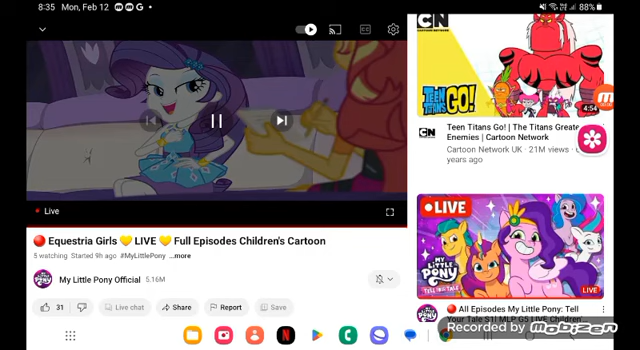 8:35 Mon, Feb 12
88%
Live
🔴 Equestria Girls 💛 LIVE 💛 Full Episodes Children's Cartoon
5 watching Started 9h ago #MyLittlePony ...more
My Little Pony Official 5.16M
31
Live chat
Share
Report
Save
CN
CARTOON NETWORK
TEEN TITANS GO!
4:54
Teen Titans Go! | The Titans Greate
Enemies | Cartoon Network
Cartoon Network UK · 21M views · 6
years ago
LIVE
MY LITTLE PONY
TELL YOUR TALE
LIVE
🔴 All Episodes My Little Pony: Tell
Your Tale S1! MLP G5 LIVE Children'
Recorded by mobizen